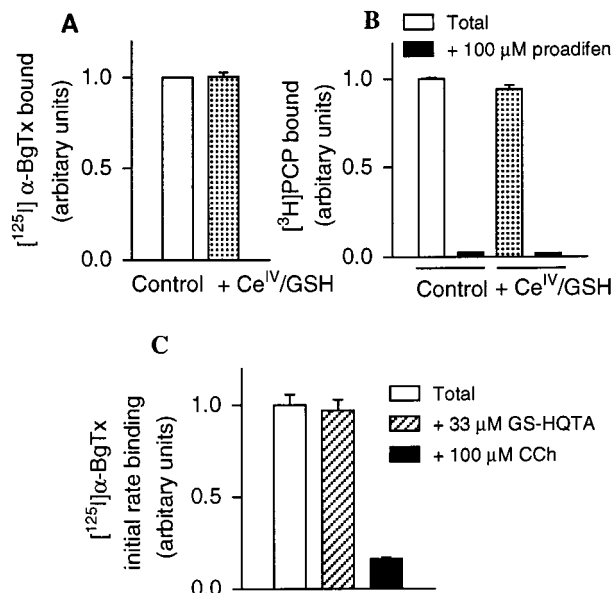 A
[¹²⁵I] α-BgTx bound
(arbitary units)
1.0
0.5
0.0
Control + Ceᴵⱽ/GSH
B
Total
+ 100 μM proadifen
[³H]PCP bound
(arbitary units)
1.0
0.5
0.0
Control + Ceᴵⱽ/GSH
C
Total
+ 33 μM GS-HQTA
+ 100 μM CCh
[¹²⁵I]α-BgTx
initial rate binding
(arbitary units)
1.0
0.5
0.0